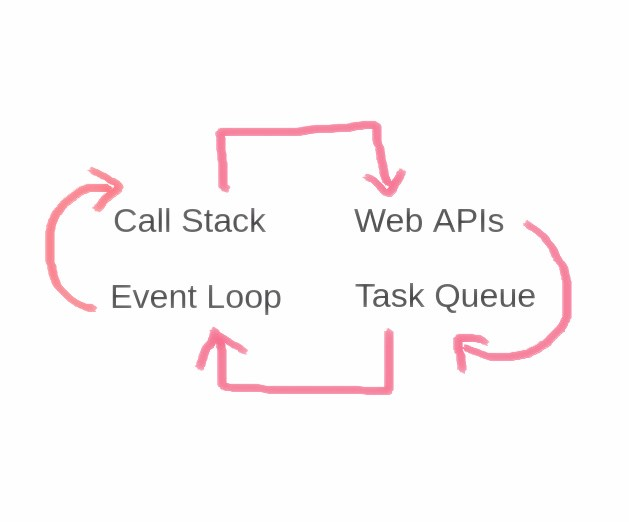 Call Stack
Web APIs
Event Loop
Task Queue